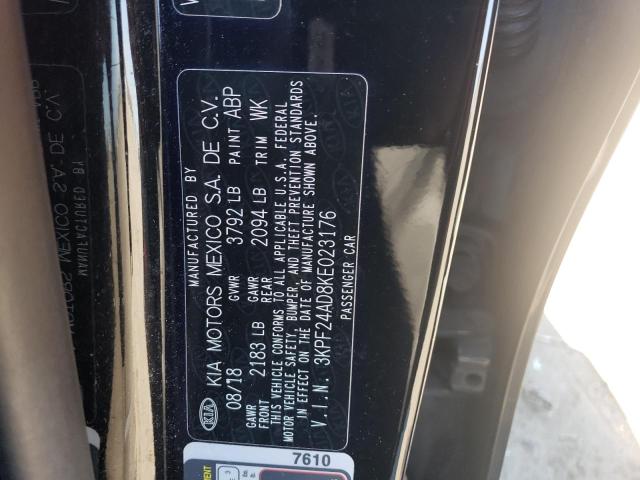 MANUFACTURED BY
KIA KIA MOTORS MEXICO S.A. DE C.V.
08/18 GVWR 3792 LB PAINT ABP
GAWR FRONT 2183 LB GAWR REAR 2094 LB TRIM WK
THIS VEHICLE CONFORMS TO ALL APPLICABLE U.S.A. FEDERAL
MOTOR VEHICLE SAFETY, BUMPER, AND THEFT PREVENTION STANDARDS
IN EFFECT ON THE DATE OF MANUFACTURE SHOWN ABOVE.
V.I.N. 3KPF24AD8KE023176
PASSENGER CAR
7610